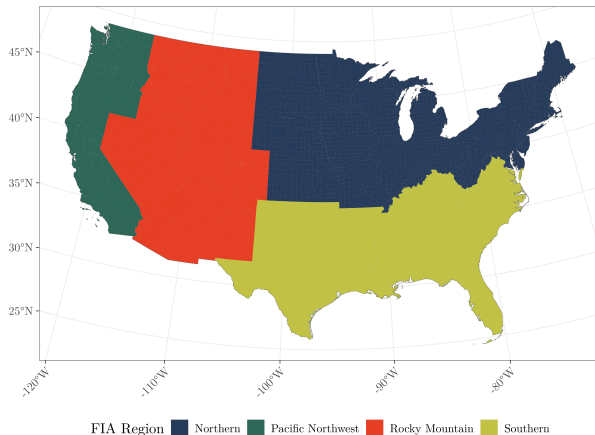 45°N
40°N
35°N
30°N
25°N
-120°W
-110°W
-100°W
-90°W
-80°W
FIA Region Northern Pacific Northwest Rocky Mountain Southern